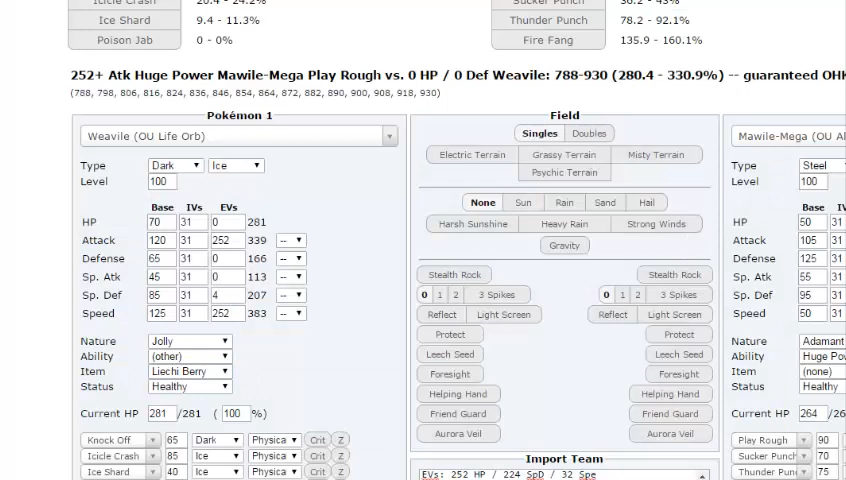 Icicle Crash 20.4 - 24.2% Sucker Punch 36.2 - 43%
Ice Shard 9.4 - 11.3% Thunder Punch 78.2 - 92.1%
Poison Jab 0 - 0% Fire Fang 135.9 - 160.1%
252+ Atk Huge Power Mawile-Mega Play Rough vs. 0 HP / 0 Def Weavile: 788-930 (280.4 - 330.9%) -- guaranteed OHK
(788, 798, 806, 816, 824, 836, 846, 854, 864, 872, 882, 890, 900, 908, 918, 930)
Pokémon 1 Field
Weavile (OU Life Orb) Singles Doubles Mawile-Mega (OU Al
Electric Terrain Grassy Terrain Misty Terrain
Type Dark Ice Psychic Terrain Type Steel
Level 100 Level 100
None Sun Rain Sand Hail
Base IVs EVs Base IV
HP 70 31 0 281 Harsh Sunshine Heavy Rain Strong Winds HP 50 31
Attack 120 31 252 339 -- Gravity Attack 105 31
Defense 65 31 0 166 -- Defense 125 31
Sp. Atk 45 31 0 113 -- Stealth Rock Stealth Rock Sp. Atk 55 31
Sp. Def 85 31 4 207 -- 0 1 2 3 Spikes 0 1 2 3 Spikes Sp. Def 95 31
Speed 125 31 252 383 -- Reflect Light Screen Reflect Light Screen Speed 50 31
Protect Protect
Nature Jolly Nature Adamant
Ability (other) Leech Seed Leech Seed Ability Huge Po
Item Liechi Berry Foresight Foresight Item (none)
Status Healthy Helping Hand Helping Hand Status Healthy
Current HP 281 /281 ( 100 %) Friend Guard Friend Guard Current HP 264 /26
Aurora Veil Aurora Veil
Knock Off 65 Dark Physica Crit Z Play Rough 90
Icicle Crash 85 Ice Physica Crit Z Import Team Sucker Punch 70
Ice Shard 40 Ice Physica Crit Z EVs: 252 HP / 224 SpD / 32 Spe Thunder Punc 75